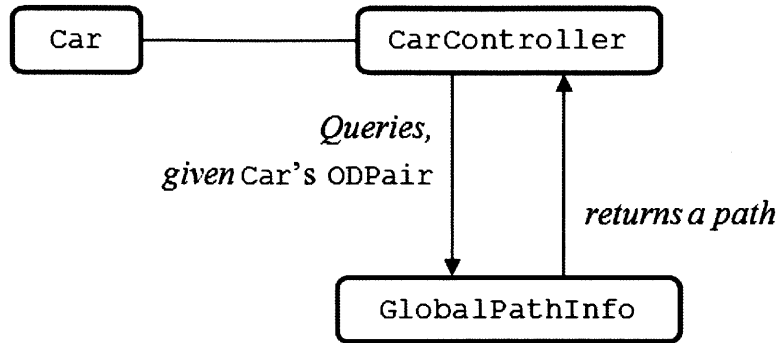 Car
CarController
Queries,
given Car's ODPair
returns a path
GlobalPathInfo